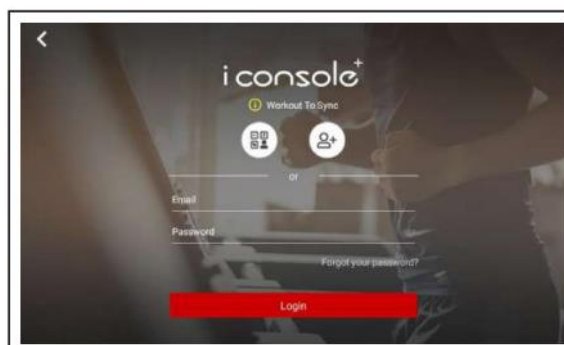 i console+
Workout To Sync
or
Email
Password
Forgot your password?
Login